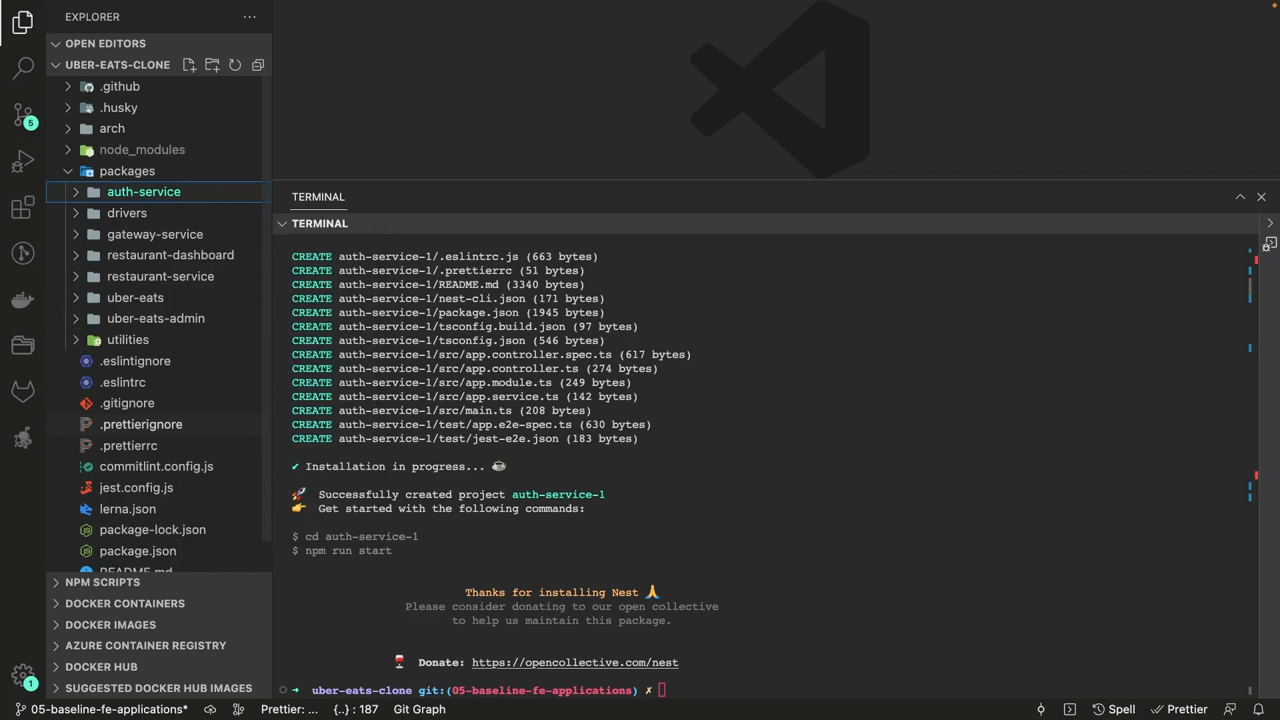 EXPLORER
OPEN EDITORS
UBER-EATS-CLONE
.github
.husky
arch
node_modules
packages
auth-service
drivers
gateway-service
restaurant-dashboard
restaurant-service
uber-eats
uber-eats-admin
utilities
.eslintignore
.eslintrc
.gitignore
.prettierignore
.prettierrc
commitlint.config.js
jest.config.js
lerna.json
package-lock.json
package.json
README.md
NPM SCRIPTS
DOCKER CONTAINERS
DOCKER IMAGES
AZURE CONTAINER REGISTRY
DOCKER HUB
SUGGESTED DOCKER HUB IMAGES
5
1
TERMINAL
TERMINAL
CREATE auth-service-1/.eslintrc.js (663 bytes)
CREATE auth-service-1/.prettierrc (51 bytes)
CREATE auth-service-1/README.md (3340 bytes)
CREATE auth-service-1/nest-cli.json (171 bytes)
CREATE auth-service-1/package.json (1945 bytes)
CREATE auth-service-1/tsconfig.build.json (97 bytes)
CREATE auth-service-1/tsconfig.json (546 bytes)
CREATE auth-service-1/src/app.controller.spec.ts (617 bytes)
CREATE auth-service-1/src/app.controller.ts (274 bytes)
CREATE auth-service-1/src/app.module.ts (249 bytes)
CREATE auth-service-1/src/app.service.ts (142 bytes)
CREATE auth-service-1/src/main.ts (208 bytes)
CREATE auth-service-1/test/app.e2e-spec.ts (630 bytes)
CREATE auth-service-1/test/jest-e2e.json (183 bytes)
✔ Installation in progress... ☕
🚀 Successfully created project auth-service-1
👉 Get started with the following commands:
$ cd auth-service-1
$ npm run start
Thanks for installing Nest 🙏
Please consider donating to our open collective
to help us maintain this package.
🍷 Donate: https://opencollective.com/nest
➜ uber-eats-clone git:(05-baseline-fe-applications) ✗
05-baseline-fe-applications* Prettier: ... {..} : 187 Git Graph Spell Prettier